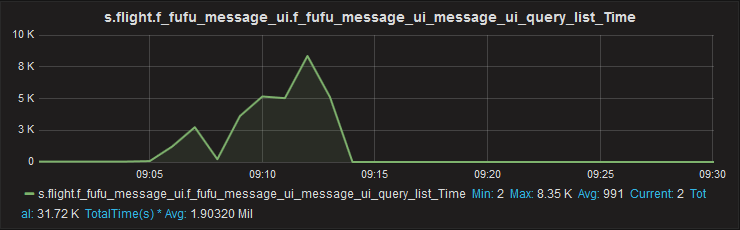 s.flight.f_fufu_message_ui.f_fufu_message_ui_message_ui_query_list_Time
10 K
8 K
5 K
3 K
0
09:05 09:10 09:15 09:20 09:25 09:30
s.flight.f_fufu_message_ui.f_fufu_message_ui_message_ui_query_list_Time Min: 2 Max: 8.35 K Avg: 991 Current: 2 Tot
al: 31.72 K TotalTime(s) * Avg: 1.90320 Mil